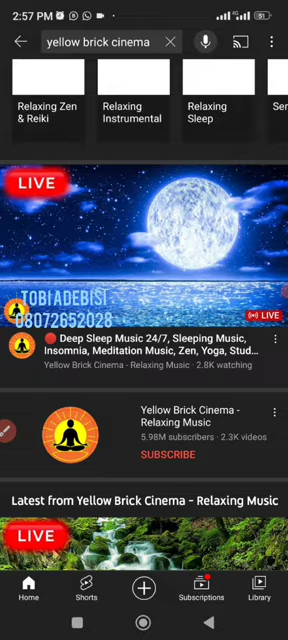 2:57 PM
4G
51
yellow brick cinema
Relaxing Zen
& Reiki
Relaxing
Instrumental
Relaxing
Sleep
Ser
LIVE
TOBI ADEBISI
08072652028
LIVE
Deep Sleep Music 24/7, Sleeping Music,
Insomnia, Meditation Music, Zen, Yoga, Stud...
Yellow Brick Cinema - Relaxing Music · 2.8K watching
Yellow Brick Cinema -
Relaxing Music
5.98M subscribers · 2.3K videos
SUBSCRIBE
Latest from Yellow Brick Cinema - Relaxing Music
LIVE
Home
Shorts
Subscriptions
Library